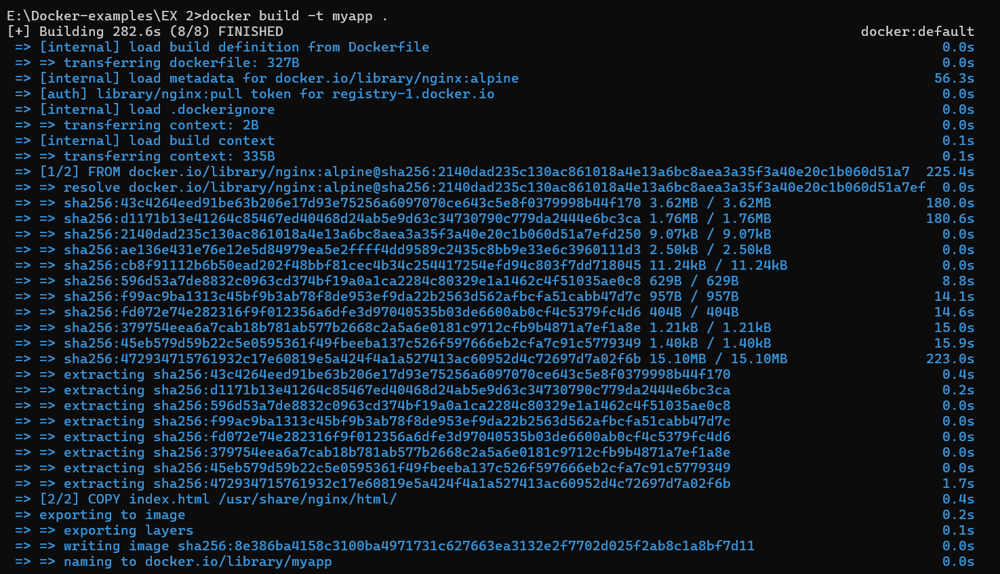 E:\Docker-examples\EX 2>docker build -t myapp .
[+] Building 282.6s (8/8) FINISHED docker:default
=> [internal] load build definition from Dockerfile 0.0s
=> => transferring dockerfile: 327B 0.0s
=> [internal] load metadata for docker.io/library/nginx:alpine 56.3s
=> [auth] library/nginx:pull token for registry-1.docker.io 0.0s
=> [internal] load .dockerignore 0.0s
=> => transferring context: 2B 0.0s
=> [internal] load build context 0.1s
=> => transferring context: 335B 0.1s
=> [1/2] FROM docker.io/library/nginx:alpine@sha256:2140dad235c130ac861018a4e13a6bc8aea3a35f3a40e20c1b060d51a7 225.4s
=> => resolve docker.io/library/nginx:alpine@sha256:2140dad235c130ac861018a4e13a6bc8aea3a35f3a40e20c1b060d51a7ef 0.0s
=> => sha256:43c4264eed91be63b206e17d93e75256a6097070ce643c5e8f0379998b44f170 3.62MB / 3.62MB 180.0s
=> => sha256:d1171b13e41264c85467ed40468d24ab5e9d63c34730790c779da2444e6bc3ca 1.76MB / 1.76MB 180.6s
=> => sha256:2140dad235c130ac861018a4e13a6bc8aea3a35f3a40e20c1b060d51a7efd250 9.07kB / 9.07kB 0.0s
=> => sha256:ae136e431e76e12e5d84979ea5e2ffff4dd9589c2435c8bb9e33e6c3960111d3 2.50kB / 2.50kB 0.0s
=> => sha256:cb8f91112b6b50ead202f48bbf81cec4b34c254417254efd94c803f7dd718045 11.24kB / 11.24kB 0.0s
=> => sha256:596d53a7de8832c0963cd374bf19a0a1ca2284c80329e1a1462c4f51035ae0c8 629B / 629B 8.8s
=> => sha256:f99ac9ba1313c45bf9b3ab78f8de953ef9da22b2563d562afbcfa51cabb47d7c 957B / 957B 14.1s
=> => sha256:fd072e74e282316f9f012356a6dfe3d97040535b03de6600ab0cf4c5379fc4d6 404B / 404B 14.6s
=> => sha256:379754eea6a7cab18b781ab577b2668c2a5a6e0181c9712cfb9b4871a7ef1a8e 1.21kB / 1.21kB 15.0s
=> => sha256:45eb579d59b22c5e0595361f49fbeeba137c526f597666eb2cfa7c91c5779349 1.40kB / 1.40kB 15.9s
=> => sha256:472934715761932c17e60819e5a424f4a1a527413ac60952d4c72697d7a02f6b 15.10MB / 15.10MB 223.0s
=> => extracting sha256:43c4264eed91be63b206e17d93e75256a6097070ce643c5e8f0379998b44f170 0.4s
=> => extracting sha256:d1171b13e41264c85467ed40468d24ab5e9d63c34730790c779da2444e6bc3ca 0.2s
=> => extracting sha256:596d53a7de8832c0963cd374bf19a0a1ca2284c80329e1a1462c4f51035ae0c8 0.0s
=> => extracting sha256:f99ac9ba1313c45bf9b3ab78f8de953ef9da22b2563d562afbcfa51cabb47d7c 0.0s
=> => extracting sha256:fd072e74e282316f9f012356a6dfe3d97040535b03de6600ab0cf4c5379fc4d6 0.0s
=> => extracting sha256:379754eea6a7cab18b781ab577b2668c2a5a6e0181c9712cfb9b4871a7ef1a8e 0.0s
=> => extracting sha256:45eb579d59b22c5e0595361f49fbeeba137c526f597666eb2cfa7c91c5779349 0.0s
=> => extracting sha256:472934715761932c17e60819e5a424f4a1a527413ac60952d4c72697d7a02f6b 1.7s
=> [2/2] COPY index.html /usr/share/nginx/html/ 0.4s
=> exporting to image 0.2s
=> => exporting layers 0.1s
=> => writing image sha256:8e386ba4158c3100ba4971731c627663ea3132e2f7702d025f2ab8c1a8bf7d11 0.0s
=> => naming to docker.io/library/myapp 0.0s